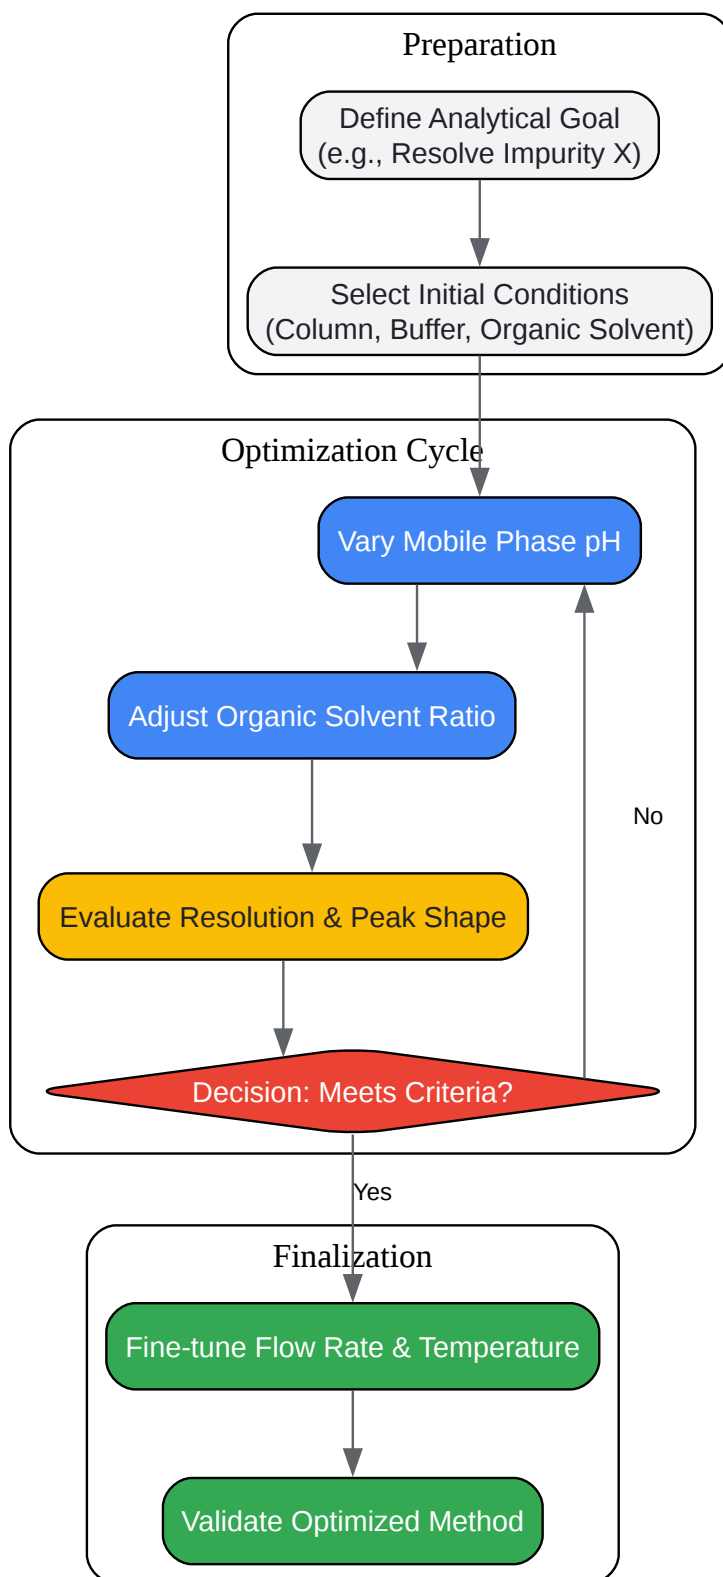 Preparation
Define Analytical Goal
(e.g., Resolve Impurity X)
Select Initial Conditions
(Column, Buffer, Organic Solvent)
Optimization Cycle
Vary Mobile Phase pH
Adjust Organic Solvent Ratio
No
Evaluate Resolution & Peak Shape
Decision: Meets Criteria?
Yes
Finalization
Fine-tune Flow Rate & Temperature
Validate Optimized Method